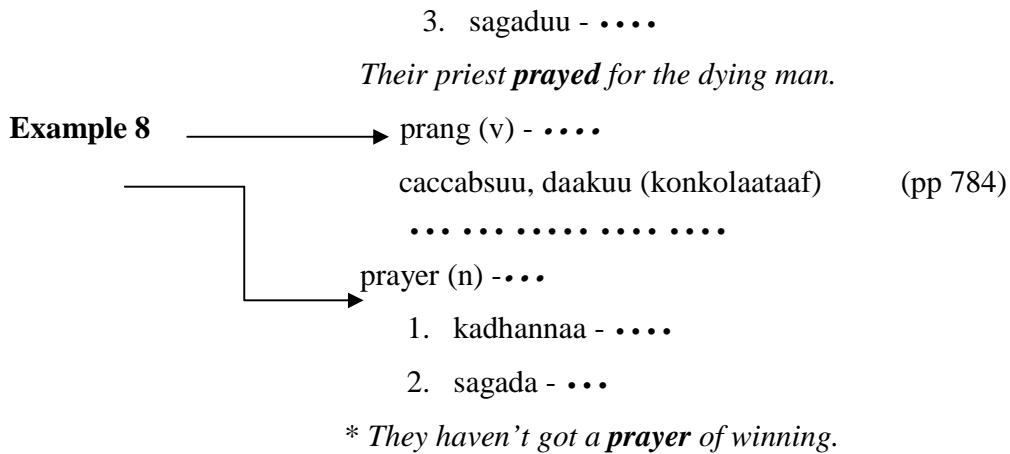 3. sagaduu - ••••
Their priest prayed for the dying man.
Example 8 prang (v) - ••••
caccabsuu, daakuu (konkolaataaf) (pp 784)
••• ••• ••••• •••• ••••
prayer (n) -•••
1. kadhannaa - ••••
2. sagada - •••
* They haven’t got a prayer of winning.